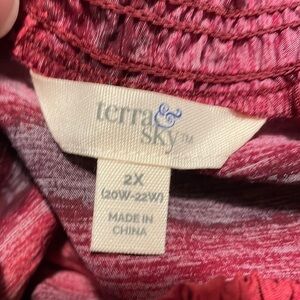 terra &
sky™
2X
(20W-22W)
MADE IN
CHINA